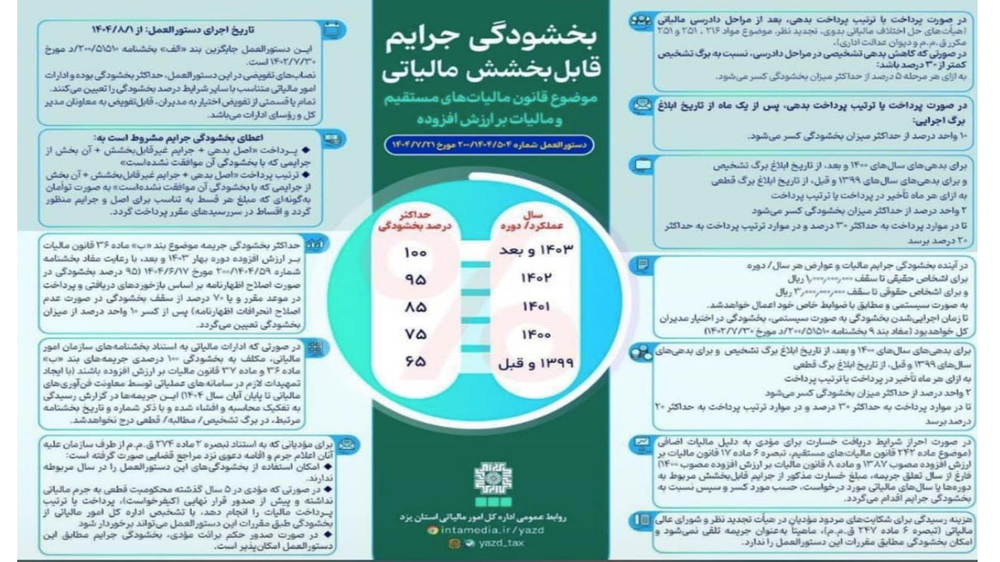 بخشودگی جرایم
قابل‌بخشش مالیاتی
موضوع قانون مالیات‌های مستقیم
و مالیات بر ارزش افزوده
دستورالعمل شماره ۲۰۰/۱۴۰۴/۵۰۴ مورخ ۱۴۰۴/۷/۲۱
سال عملکرد/ دوره
حداکثر درصد بخشودگی
۱۴۰۳ و بعد
۱۰۰
۱۴۰۲
۹۵
۱۴۰۱
۸۵
۱۴۰۰
۷۵
۱۳۹۹ و قبل
۶۵
روابط عمومی اداره کل امور مالیاتی استان یزد
intamedia.ir/yazd
yazd_tax
در صورت پرداخت یا ترتیب پرداخت بدهی، بعد از مراحل دادرسی مالیاتی
(هیأت‌های حل اختلاف مالیاتی بدوی، تجدید نظر، موضوع مواد ۲۱۶ ، ۲۵۱ و ۲۵۱
مکرر ق.م.م و دیوان عدالت اداری)،
در صورتی که کاهش بدهی تشخیصی در مراحل دادرسی، نسبت به برگ تشخیص
کمتر از ۳۰ درصد باشد:
به ازای هر مرحله ۵ درصد از حداکثر میزان بخشودگی کسر می‌شود.
در صورت پرداخت یا ترتیب پرداخت بدهی، پس از یک ماه از تاریخ ابلاغ
برگ اجرایی:
۱۰ واحد درصد از حداکثر میزان بخشودگی کسر می‌شود.
برای بدهی‌های سال‌های ۱۴۰۰ و بعد، از تاریخ ابلاغ برگ تشخیص
و برای بدهی‌های سال‌های ۱۳۹۹ و قبل، از تاریخ ابلاغ برگ قطعی
به ازای هر ماه تأخیر در پرداخت یا ترتیب پرداخت
۲ واحد درصد از حداکثر میزان بخشودگی کسر می‌شود
تا در موارد پرداخت به حداکثر ۳۰ درصد و در موارد ترتیب پرداخت به حداکثر
۲۰ درصد برسد
در آینده بخشودگی جرایم مالیات و عوارض هر سال/ دوره
برای اشخاص حقیقی تا سقف ۱٫۰۰۰٫۰۰۰٫۰۰۰ ریال
و برای اشخاص حقوقی تا سقف ۳٫۰۰۰٫۰۰۰٫۰۰۰ ریال
به صورت سیستمی و مطابق با ضوابط خاص خود اعمال خواهدشد.
تا زمان اجرایی‌شدن بخشودگی به صورت سیستمی، بخشودگی در اختیار مدیران
کل خواهدبود (مفاد بند ۹ بخشنامه ۲۰۰/۵۱۵۱۰/د مورخ ۱۴۰۲/۷/۳۰)
برای بدهی‌های سال‌های ۱۴۰۰ و بعد، از تاریخ ابلاغ برگ تشخیص و برای بدهی‌های
سال‌های ۱۳۹۹ و قبل، از تاریخ ابلاغ برگ قطعی
به ازای هر ماه تأخیر در پرداخت یا ترتیب پرداخت
۲ واحد درصد از حداکثر میزان بخشودگی کسر می‌شود
تا در موارد پرداخت به حداکثر ۳۰ درصد و در موارد ترتیب پرداخت به حداکثر ۲۰
درصد برسد
در صورت احراز شرایط دریافت خسارت برای مؤدی به دلیل مالیات اضافی
(موضوع ماده ۲۴۲ قانون مالیات‌های مستقیم، تبصره ۶ ماده ۱۷ قانون مالیات بر
ارزش افزوده مصوب ۱۳۸۷ و ماده ۸ قانون مالیات بر ارزش افزوده مصوب ۱۴۰۰)
فارغ از سال تعلق جریمه، مبلغ خسارت مذکور از جرایم قابل‌بخشش مربوط به
دوره‌ها یا سال‌های مالیاتی مورد درخواست، حسب مورد کسر و سپس نسبت به
بخشودگی جرایم اقدام می‌گردد.
هزینه رسیدگی برای شکایت‌های مردود مؤدیان در هیأت تجدید نظر و شورای عالی
مالیاتی (تبصره ۶ ماده ۲۴۷ ق.م.م)، ماهیتاً به‌عنوان جریمه تلقی نمی‌شود و
امکان بخشودگی مطابق مقررات این دستورالعمل را ندارد.
تاریخ اجرای دستورالعمل: از ۱۴۰۴/۸/۱
این دستورالعمل جایگزین بند «الف» بخشنامه ۲۰۰/۵۱۵۱۰/د مورخ
۱۴۰۲/۷/۳۰ است.
نصاب‌های تفویضی در این دستورالعمل، حداکثر بخشودگی بوده و ادارات
امور مالیاتی متناسب با سایر شرایط درصد بخشودگی را تعیین می‌کنند.
تمام یا قسمتی از تفویض اختیار به مدیران، قابل‌تفویض به معاونان مدیر
کل و رؤسای ادارات می‌باشد.
اعطای بخشودگی جرایم مشروط است به:
◆ پرداخت «اصل بدهی + جرایم غیرقابل‌بخشش + آن بخش از
جرایمی که با بخشودگی آن موافقت نشده‌است»
◆ ترتیب پرداخت «اصل بدهی + جرایم غیرقابل‌بخشش + آن بخش
از جرایمی که با بخشودگی آن موافقت نشده‌است» به صورت توأمان
به‌گونه‌ای که مبلغ هر قسط به تناسب برای اصل و جرایم منظور
گردد و اقساط در سررسیدهای مقرر پرداخت گردد.
حداکثر بخشودگی جریمه موضوع بند «ب» ماده ۳۶ قانون مالیات
بر ارزش افزوده دوره بهار ۱۴۰۳ و بعد، با رعایت مفاد بخشنامه
شماره ۲۰۰/۱۴۰۴/۵۹ مورخ ۱۴۰۴/۶/۱۷ (۹۵ درصد بخشودگی در
صورت اصلاح اظهارنامه بر اساس بازخوردهای دریافتی و پرداخت
در موعد مقرر و یا ۷۰ درصد از سقف بخشودگی در صورت عدم
اصلاح انحرافات اظهارنامه) پس از کسر ۱۰ واحد درصد از میزان
بخشودگی تعیین می‌گردد.
در صورتی که ادارات مالیاتی به استناد بخشنامه‌های سازمان امور
مالیاتی، مکلف به بخشودگی ۱۰۰ درصدی جریمه‌های بند «ب»
ماده ۳۶ و ماده ۳۷ قانون مالیات بر ارزش افزوده باشند (با ایجاد
تمهیدات لازم در سامانه‌های عملیاتی توسط معاونت فن‌آوری‌های
مالیاتی تا پایان آبان سال ۱۴۰۴) این جریمه‌ها در گزارش رسیدگی
به تفکیک محاسبه و افشاء شده و با ذکر شماره و تاریخ بخشنامه
مرتبط، در برگ تشخیص/ مطالبه/ قطعی درج نخواهدشد.
برای مؤدیانی که به استناد تبصره ۲ ماده ۲۷۴ ق.م.م از طرف سازمان علیه
آنان اعلام جرم و اقامه دعوی نزد مراجع قضایی صورت گرفته است:
◆ امکان استفاده از بخشودگی‌های این دستورالعمل را در سال مربوطه
ندارند.
◆ در صورتی که مؤدی در ۵ سال گذشته محکومیت قطعی به جرم مالیاتی
نداشته و پیش از صدور قرار نهایی (کیفرخواست)، پرداخت یا ترتیب
پرداخت مالیات را انجام دهد، با تشخیص اداره کل امور مالیاتی از
بخشودگی طبق مقررات این دستورالعمل می‌تواند برخوردار شود
◆ در صورت صدور حکم برائت مؤدی، بخشودگی جرایم مطابق این
دستورالعمل امکان‌پذیر است.